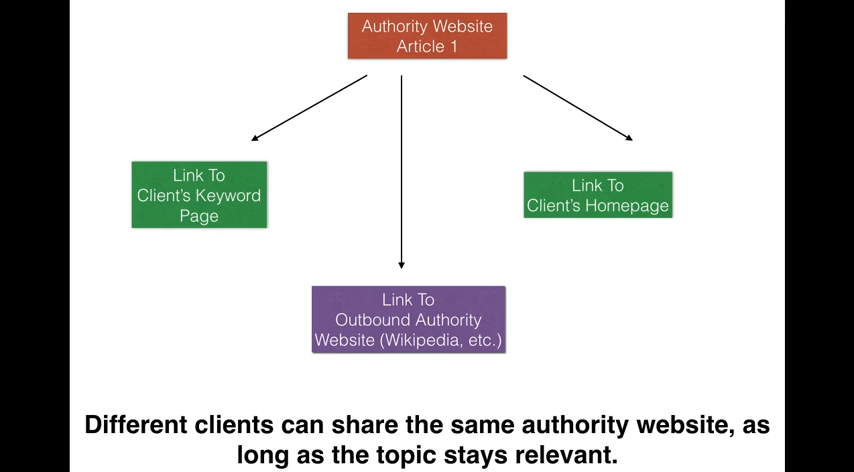 Authority Website
Article 1
Link To
Client's Keyword
Page
Link To
Client's Homepage
Link To
Outbound Authority
Website (Wikipedia, etc.)
Different clients can share the same authority website, as
long as the topic stays relevant.